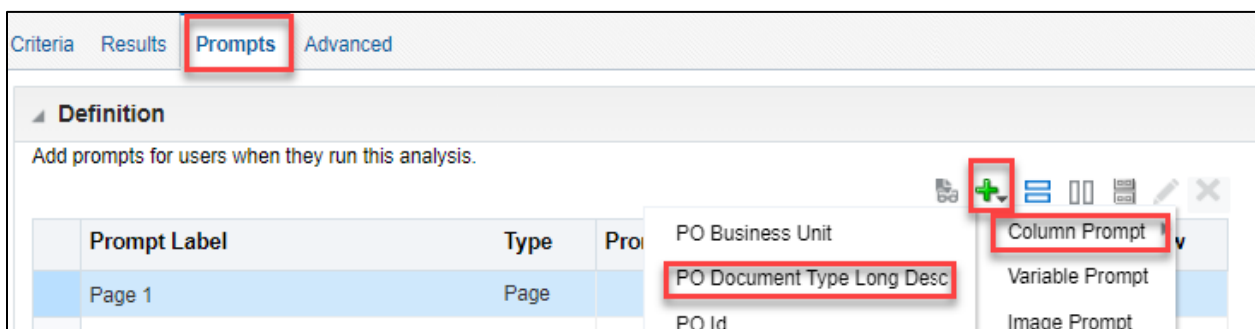 Criteria Results Prompts Advanced
Definition
Add prompts for users when they run this analysis.
Prompt Label Type
PO Business Unit Column Prompt
Page 1 Page PO Document Type Long Desc Variable Prompt
PO Id Image Prompt